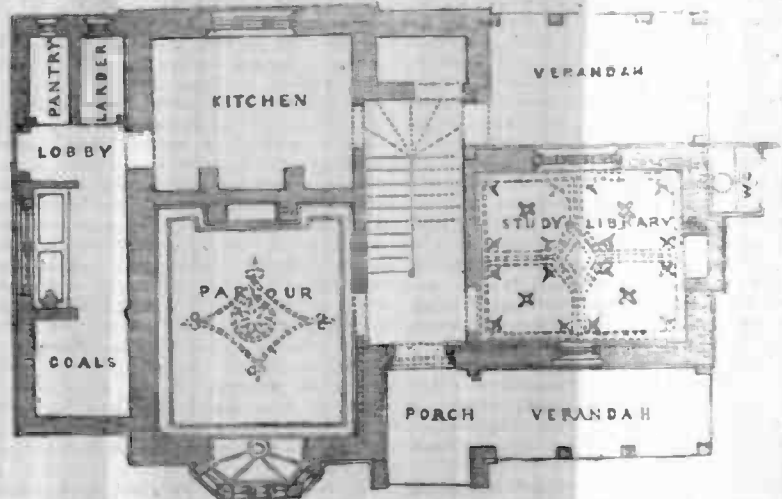 PANTRY
LARDER
KITCHEN
VERANDAH
LOBBY
W C
STUDY & LIBRARY
PARLOUR
COALS
PORCH
VERANDAH